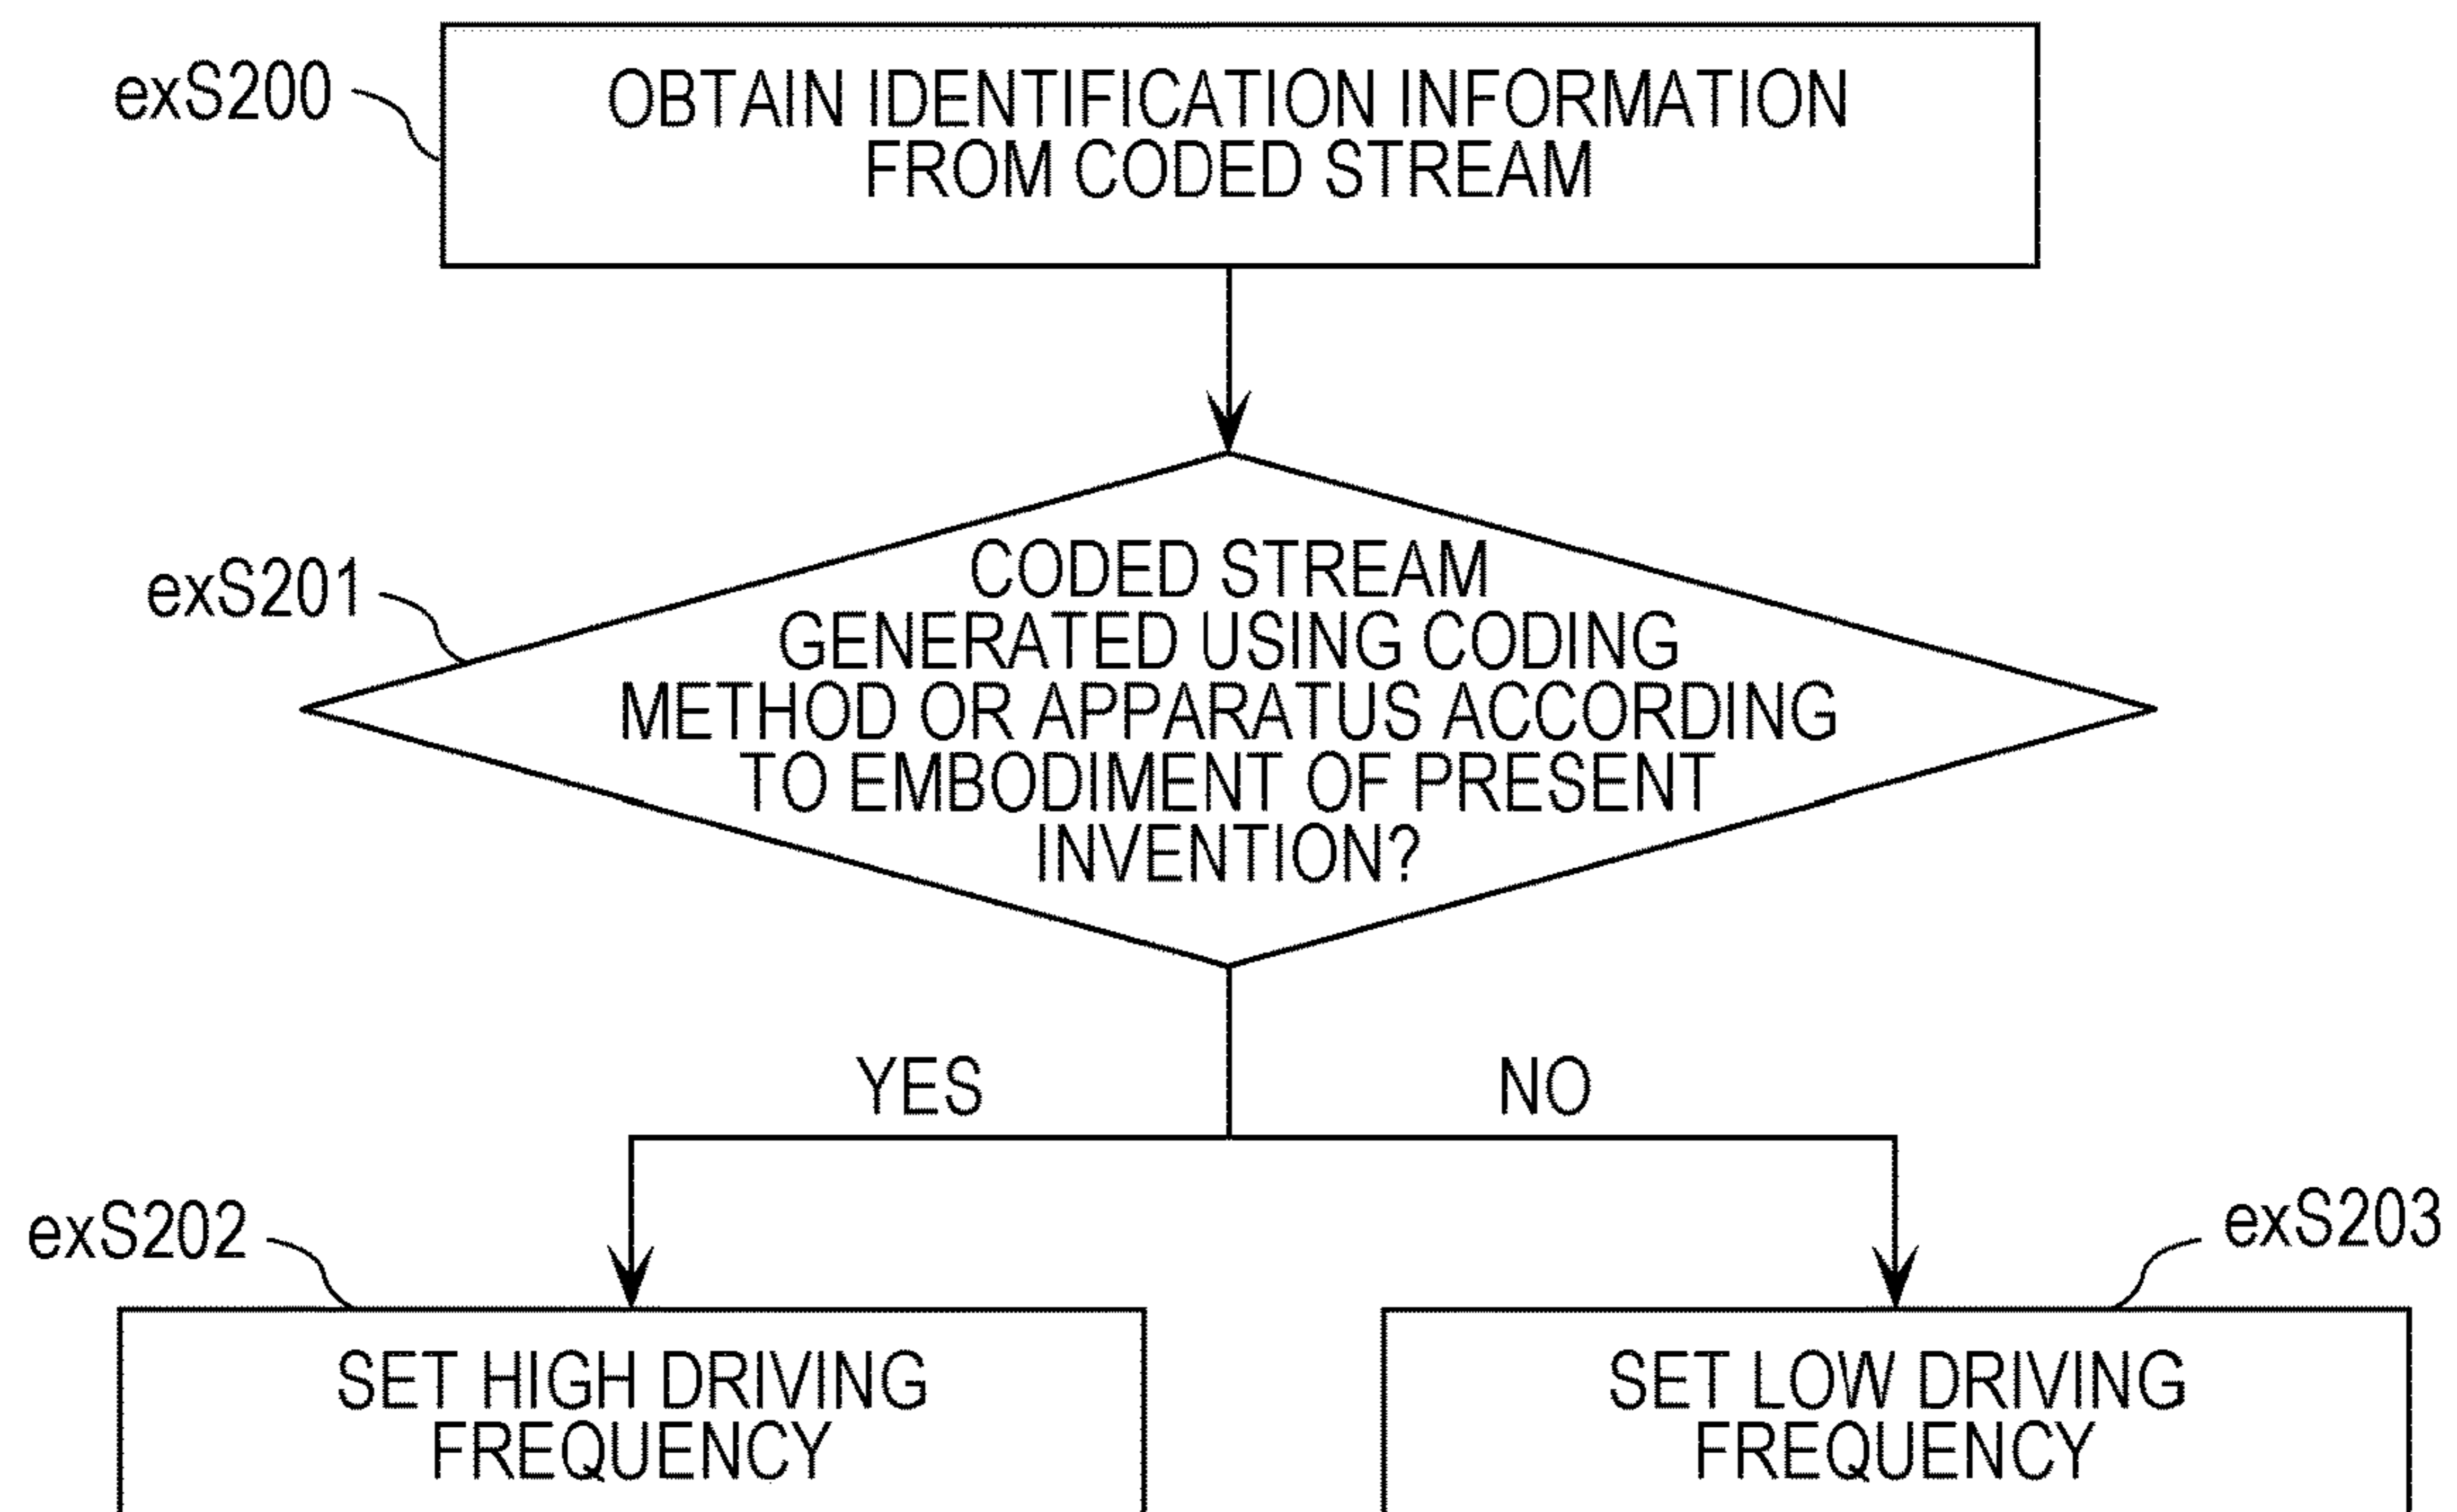 exS200
OBTAIN IDENTIFICATION INFORMATION
FROM CODED STREAM
exS201
CODED STREAM
GENERATED USING CODING
METHOD OR APPARATUS ACCORDING
TO EMBODIMENT OF PRESENT
INVENTION?
YES
NO
exS202
exS203
SET HIGH DRIVING
FREQUENCY
SET LOW DRIVING
FREQUENCY